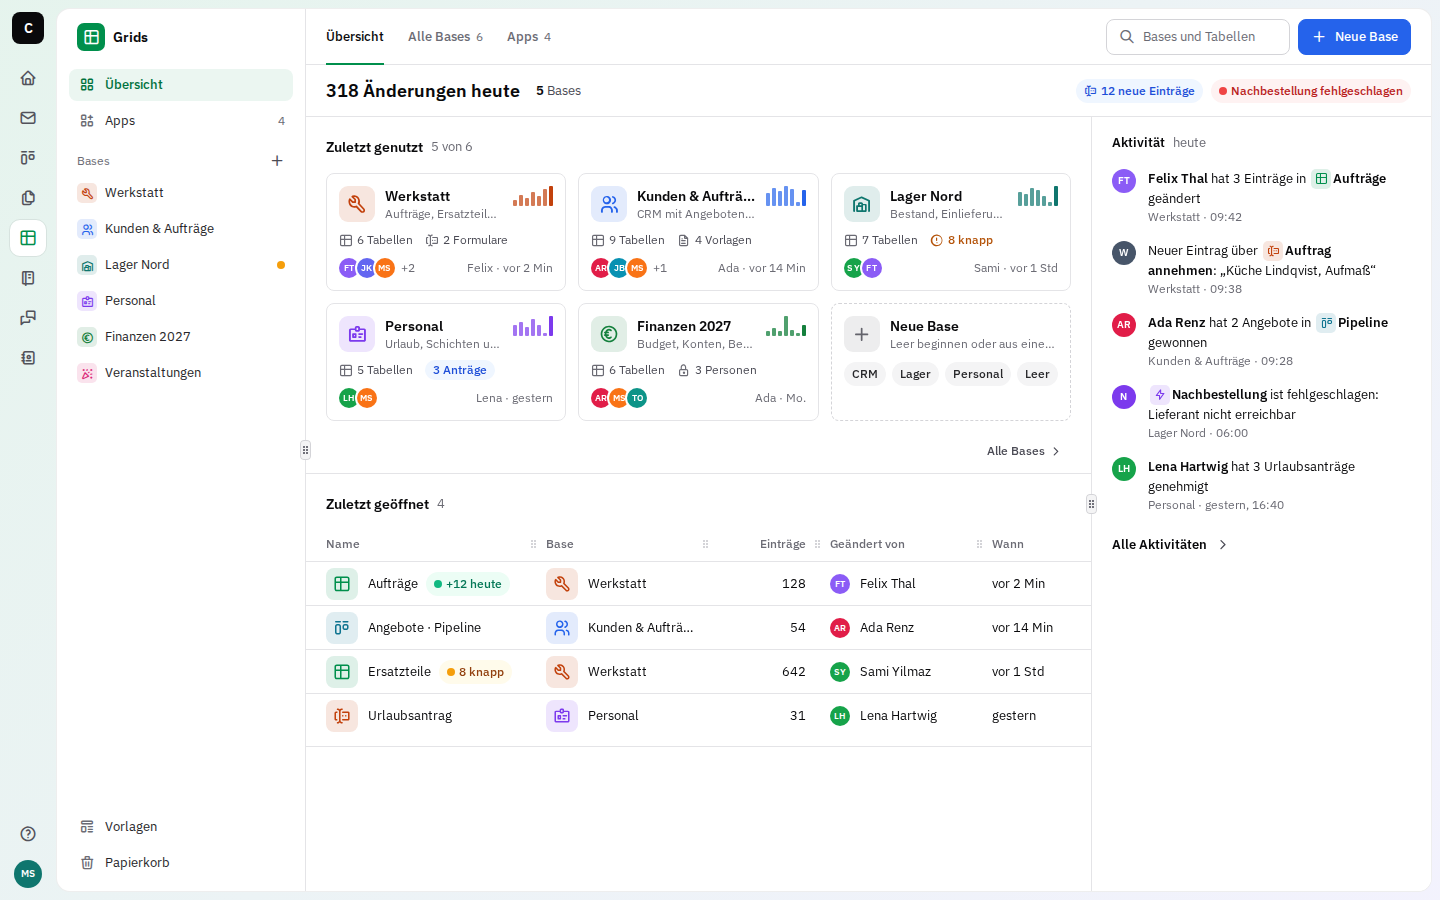 C
Grids
Übersicht
Apps 4
Bases
Werkstatt
Kunden & Aufträge
Lager Nord
Personal
Finanzen 2027
Veranstaltungen
Vorlagen
Papierkorb
MS
Übersicht Alle Bases 6 Apps 4
Bases und Tabellen
Neue Base
318 Änderungen heute 5 Bases
12 neue Einträge
Nachbestellung fehlgeschlagen
Zuletzt genutzt 5 von 6
Werkstatt
Aufträge, Ersatzteil...
6 Tabellen 2 Formulare
FT JK MS +2 Felix · vor 2 Min
Kunden & Aufträ...
CRM mit Angeboten...
9 Tabellen 4 Vorlagen
AR JB MS +1 Ada · vor 14 Min
Lager Nord
Bestand, Einlieferu...
7 Tabellen 8 knapp
SY FT Sami · vor 1 Std
Personal
Urlaub, Schichten u...
5 Tabellen 3 Anträge
LH MS Lena · gestern
Finanzen 2027
Budget, Konten, Be...
6 Tabellen 3 Personen
AR MS TO Ada · Mo.
Neue Base
Leer beginnen oder aus eine...
CRM Lager Personal Leer
Alle Bases
Zuletzt geöffnet 4
Name Base Einträge Geändert von Wann
Aufträge +12 heute Werkstatt 128 FT Felix Thal vor 2 Min
Angebote · Pipeline Kunden & Aufträ... 54 AR Ada Renz vor 14 Min
Ersatzteile 8 knapp Werkstatt 642 SY Sami Yilmaz vor 1 Std
Urlaubsantrag Personal 31 LH Lena Hartwig gestern
Aktivität heute
FT Felix Thal hat 3 Einträge in Aufträge
geändert
Werkstatt · 09:42
W Neuer Eintrag über Auftrag
annehmen: „Küche Lindqvist, Aufmaß“
Werkstatt · 09:38
AR Ada Renz hat 2 Angebote in Pipeline
gewonnen
Kunden & Aufträge · 09:28
N Nachbestellung ist fehlgeschlagen:
Lieferant nicht erreichbar
Lager Nord · 06:00
LH Lena Hartwig hat 3 Urlaubsanträge
genehmigt
Personal · gestern, 16:40
Alle Aktivitäten